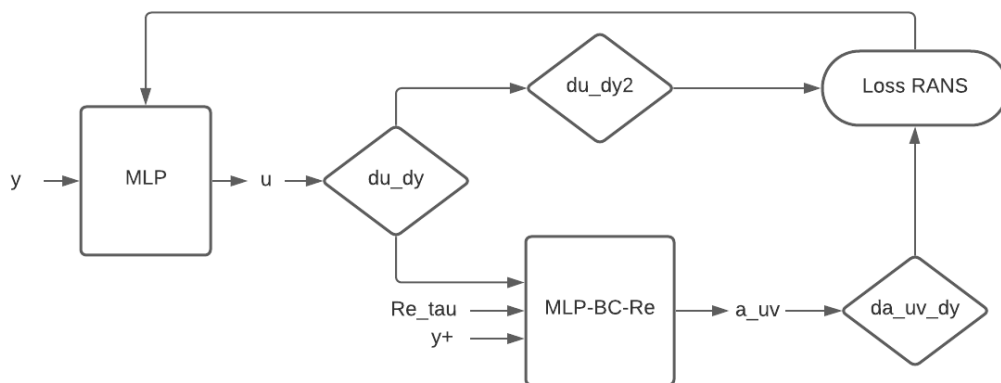 du_dy2
Loss RANS
y
MLP
u
du_dy
Re_tau
y+
MLP-BC-Re
a_uv
da_uv_dy